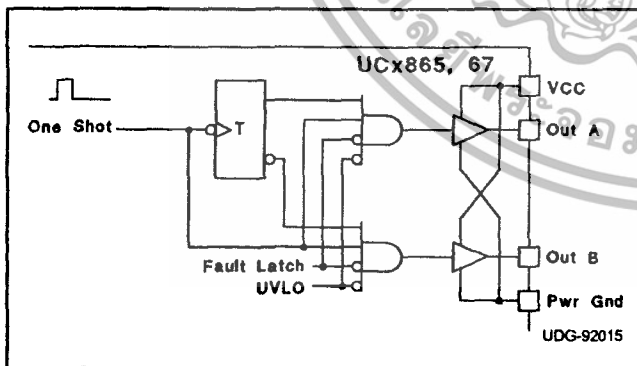 UCx865, 67
VCC
One Shot
T
Out A
Fault Latch
UVLO
Out B
Pwr Gnd
UDG-92015